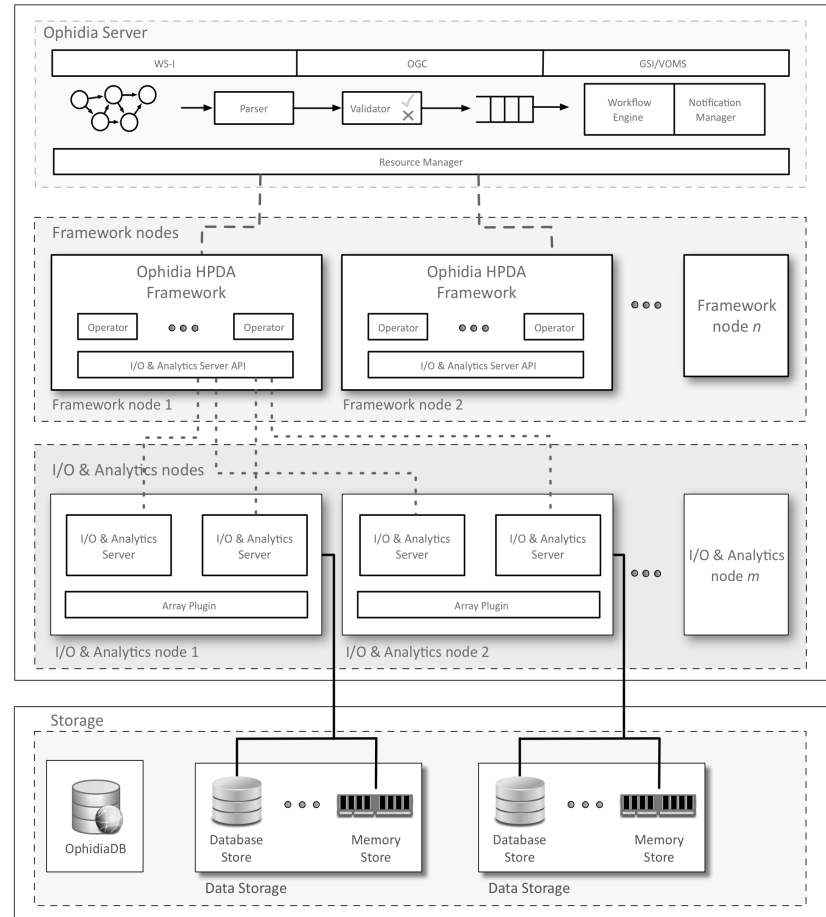 Ophidia Server
WS-I OGC GSI/VOMS
Parser Validator Workflow Engine Notification Manager
Resource Manager
Framework nodes
Ophidia HPDA Framework
Operator Operator
I/O & Analytics Server API
Framework node 1
Ophidia HPDA Framework
Operator Operator
I/O & Analytics Server API
Framework node 2
Framework node n
I/O & Analytics nodes
I/O & Analytics Server
I/O & Analytics Server
Array Plugin
I/O & Analytics node 1
I/O & Analytics Server
I/O & Analytics Server
Array Plugin
I/O & Analytics node 2
I/O & Analytics node m
Storage
OphidiaDB
Database Store
Memory Store
Data Storage
Database Store
Memory Store
Data Storage